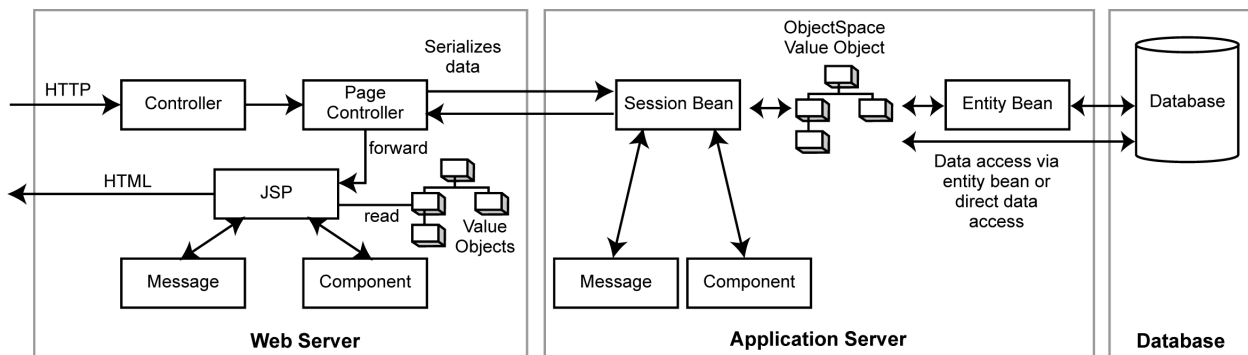 HTTP
Controller
Page
Controller
Serializes
data
forward
HTML
JSP
read
Value
Objects
Message
Component
Web Server
Session Bean
ObjectSpace
Value Object
Entity Bean
Data access via
entity bean or
direct data
access
Message
Component
Application Server
Database
Database